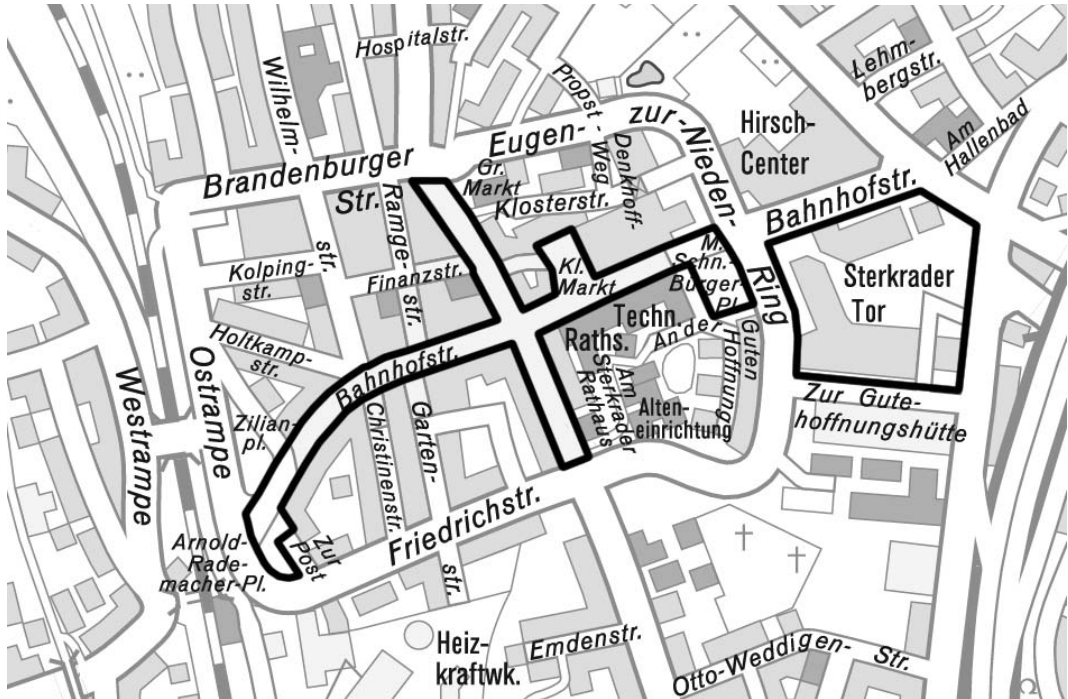 Hospitalstr.
Lehm-
bergstr.
Wilhelm-
str.
Propst-
Weg
Eugen-
zur-Nieden-
Ring
Hirsch-
Center
Am
Hallenbad
Brandenburger
Str.
Gr.
Markt
Klosterstr.
Denkhoff-
Bahnhofstr.
Ramge-
str.
Kolping-
str.
Finanzstr.
Kl.
Markt
M.-
schn.-
Bürger-
Pl.
Sterkrader
Tor
Holtkamp-
str.
Bahnhofstr.
Techn.
Raths.
An der
Guten
Hoffnung
Am
Sterkrader
Rathaus
Westrampe
Ostrampe
Zilian-
pl.
Christinenstr.
Garten-
str.
Alten-
einrichtung
Zur Gute-
hoffnungshütte
Friedrichstr.
Arnold-
Rade-
macher-Pl.
Zur
Post
Heiz-
kraftwk.
Emdenstr.
Otto-Weddigen-
Str.